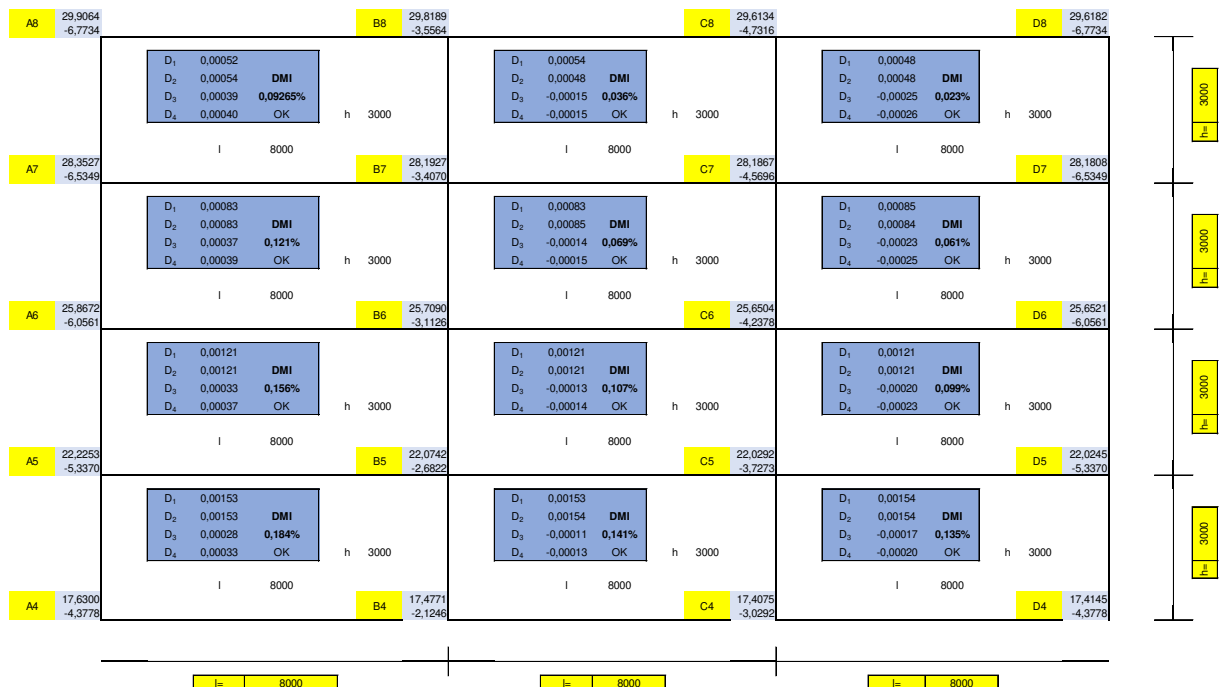 A8 29,9064 B8 29,8189 C8 29,6134 D8 29,6182
-6,7734 -3,5564 -4,7316 -6,7734
D₁ 0,00052 D₁ 0,00054 D₁ 0,00048
D₂ 0,00054 DMI D₂ 0,00048 DMI D₂ 0,00048 DMI
D₃ 0,00039 0,09265% D₃ -0,00015 0,036% D₃ -0,00025 0,023%
D₄ 0,00040 OK h 3000 D₄ -0,00015 OK h 3000 D₄ -0,00026 OK h 3000 h= 3000
l 8000 l 8000 l 8000
A7 28,3527 B7 28,1927 C7 28,1867 D7 28,1808
-6,5349 -3,4070 -4,5696 -6,5349
D₁ 0,00083 D₁ 0,00083 D₁ 0,00085
D₂ 0,00083 DMI D₂ 0,00085 DMI D₂ 0,00084 DMI
D₃ 0,00037 0,121% D₃ -0,00014 0,069% D₃ -0,00023 0,061%
D₄ 0,00039 OK h 3000 D₄ -0,00015 OK h 3000 D₄ -0,00025 OK h 3000 h= 3000
l 8000 l 8000 l 8000
A6 25,8672 B6 25,7090 C6 25,6504 D6 25,6521
-6,0561 -3,1126 -4,2378 -6,0561
D₁ 0,00121 D₁ 0,00121 D₁ 0,00121
D₂ 0,00121 DMI D₂ 0,00121 DMI D₂ 0,00121 DMI
D₃ 0,00033 0,156% D₃ -0,00013 0,107% D₃ -0,00020 0,099%
D₄ 0,00037 OK h 3000 D₄ -0,00014 OK h 3000 D₄ -0,00023 OK h 3000 h= 3000
l 8000 l 8000 l 8000
A5 22,2253 B5 22,0742 C5 22,0292 D5 22,0245
-5,3370 -2,6822 -3,7273 -5,3370
D₁ 0,00153 D₁ 0,00153 D₁ 0,00154
D₂ 0,00153 DMI D₂ 0,00154 DMI D₂ 0,00154 DMI
D₃ 0,00028 0,184% D₃ -0,00011 0,141% D₃ -0,00017 0,135%
D₄ 0,00033 OK h 3000 D₄ -0,00013 OK h 3000 D₄ -0,00020 OK h 3000 h= 3000
l 8000 l 8000 l 8000
A4 17,6300 B4 17,4771 C4 17,4075 D4 17,4145
-4,3778 -2,1246 -3,0292 -4,3778
l= 8000 l= 8000 l= 8000